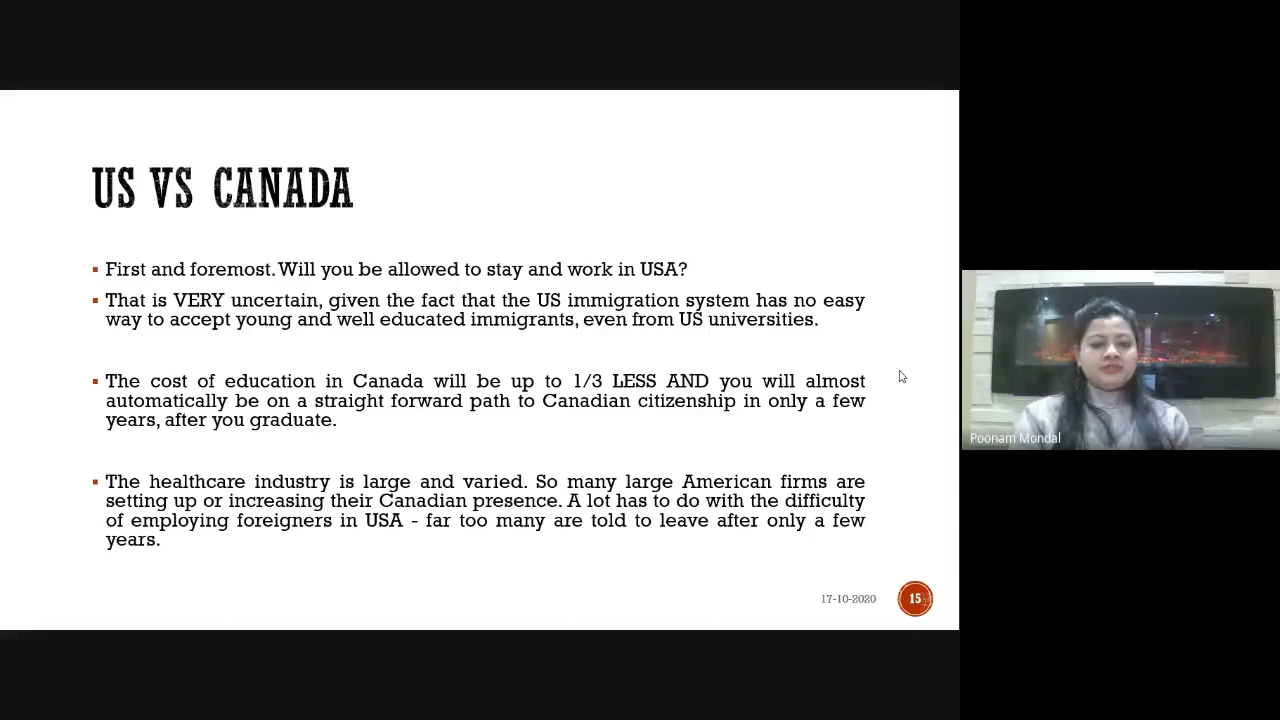 US VS CANADA
▪ First and foremost. Will you be allowed to stay and work in USA?
▪ That is VERY uncertain, given the fact that the US immigration system has no easy
way to accept young and well educated immigrants, even from US universities.
▪ The cost of education in Canada will be up to 1/3 LESS AND you will almost
automatically be on a straight forward path to Canadian citizenship in only a few
years, after you graduate.
▪ The healthcare industry is large and varied. So many large American firms are
setting up or increasing their Canadian presence. A lot has to do with the difficulty
of employing foreigners in USA - far too many are told to leave after only a few
years.
17-10-2020
15
Poonam Mondal